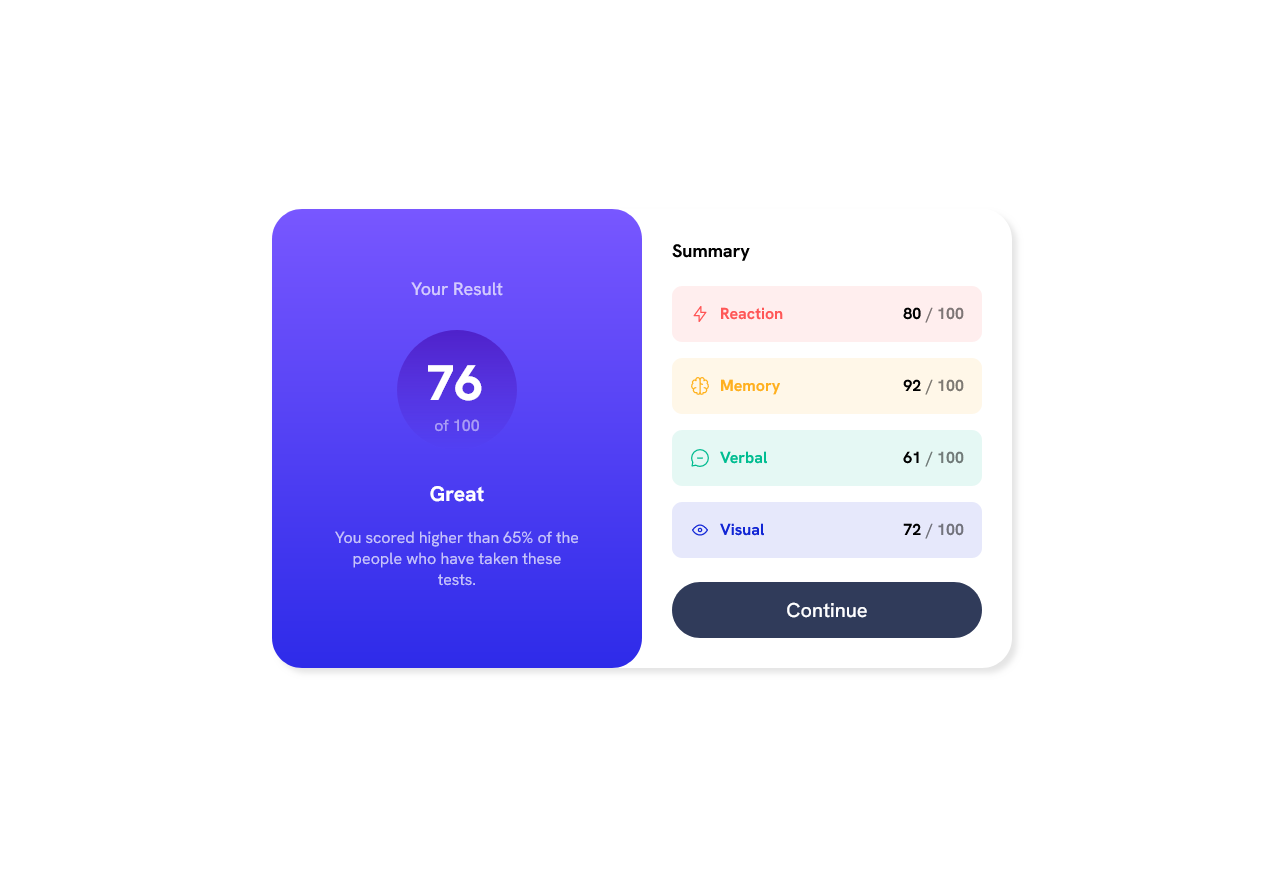 Your Result
76
of 100
Great
You scored higher than 65% of the
people who have taken these
tests.
Summary
Reaction 80 / 100
Memory 92 / 100
Verbal 61 / 100
Visual 72 / 100
Continue